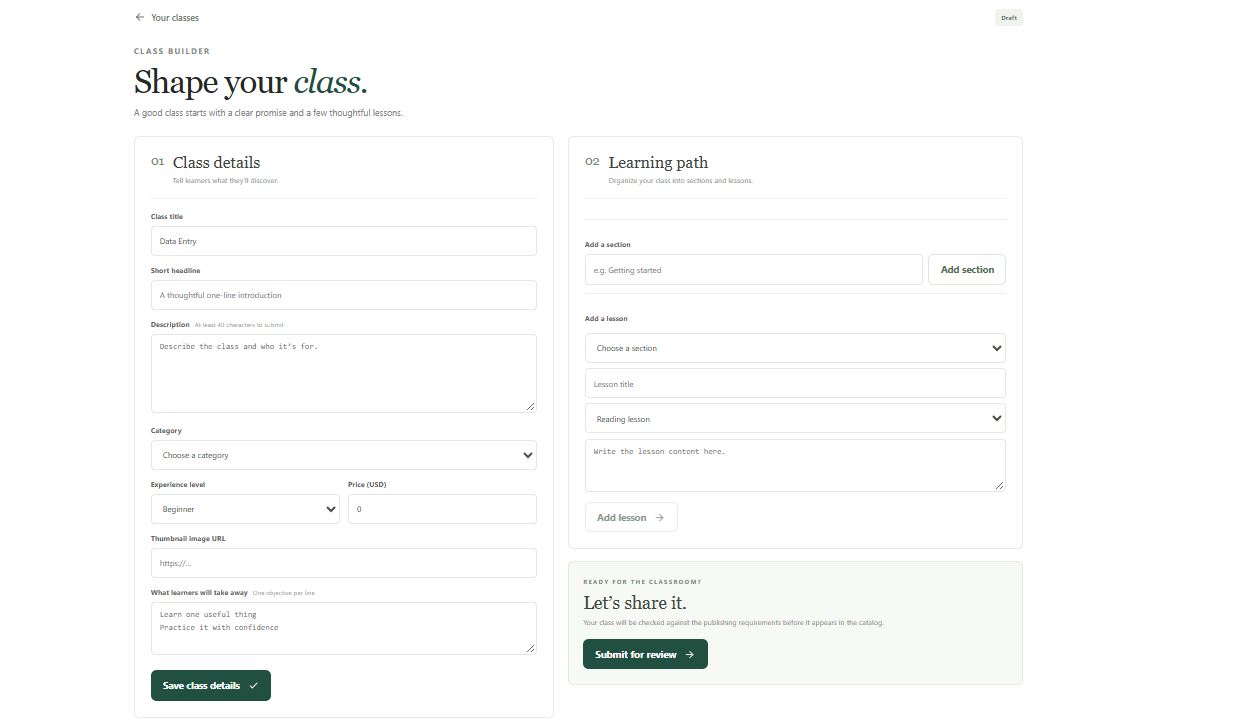 ← Your classes
Draft
CLASS BUILDER
Shape your class.
A good class starts with a clear promise and a few thoughtful lessons.
01 Class details
Tell learners what they'll discover.
Class title
Data Entry
Short headline
A thoughtful one-line introduction
Description At least 40 characters to submit
Describe the class and who it's for.
Category
Choose a category
Experience level
Beginner
Price (USD)
0
Thumbnail image URL
https://...
What learners will take away One objective per line
Learn one useful thing
Practice it with confidence
Save class details ✓
02 Learning path
Organize your class into sections and lessons.
Add a section
e.g. Getting started
Add section
Add a lesson
Choose a section
Lesson title
Reading lesson
Write the lesson content here.
Add lesson →
READY FOR THE CLASSROOM?
Let's share it.
Your class will be checked against the publishing requirements before it appears in the catalog.
Submit for review →